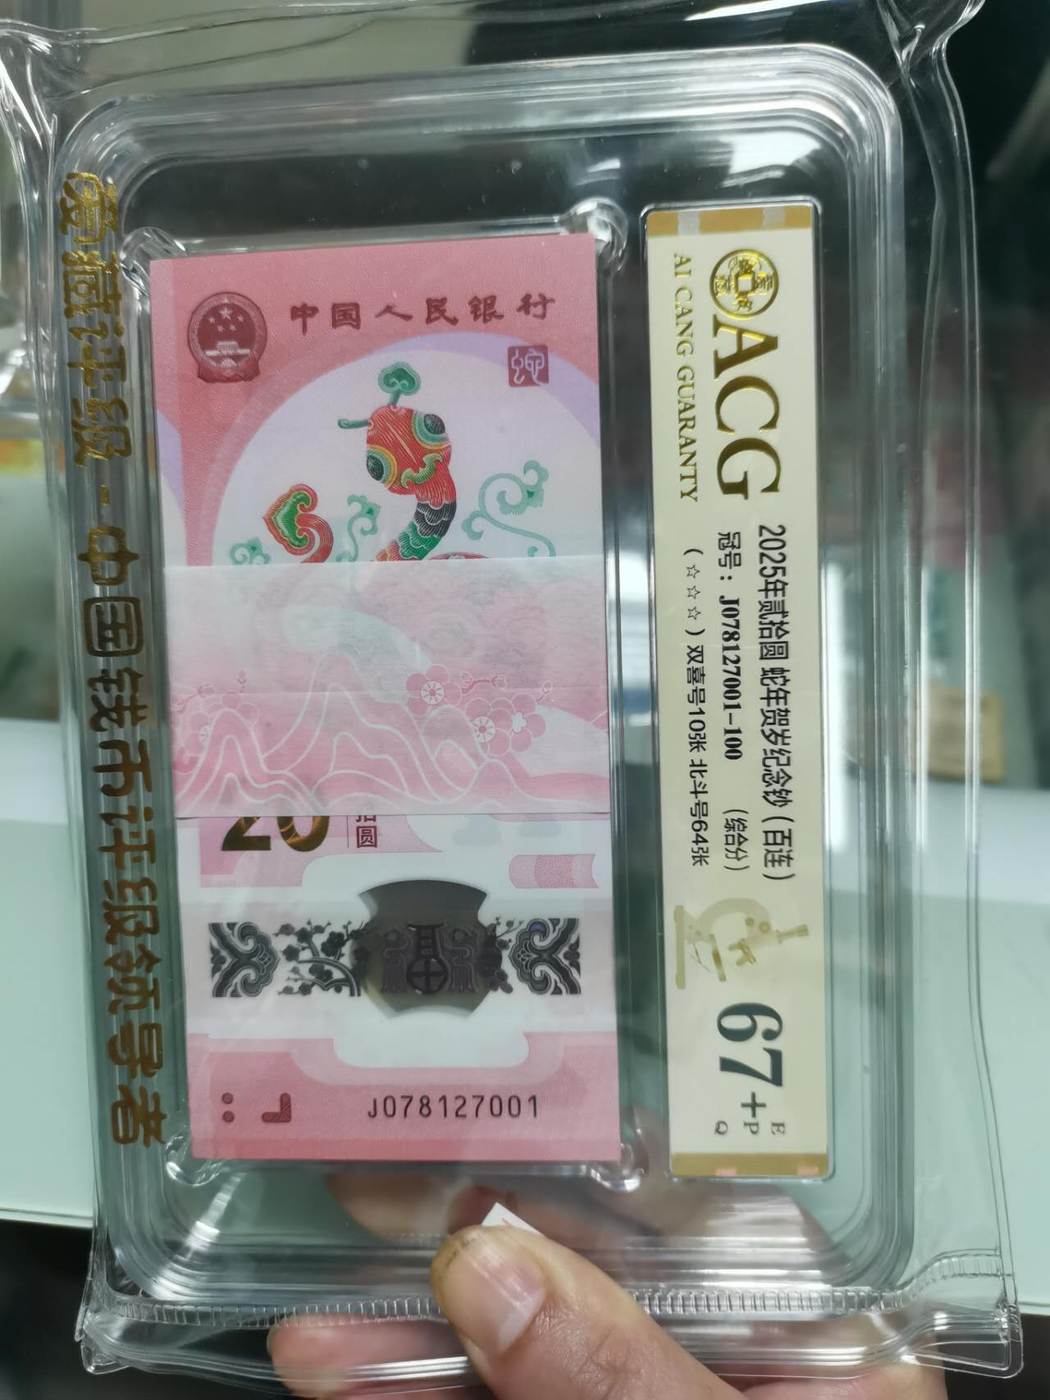 爱藏评级-中国钱币评级领导者
中国人民银行
拾圆
J078127001
ACG
AI CANG GUARANTY
2025年贰拾圆 蛇年贺岁纪念钞（百连）
冠号：J078127001-100 （综合分）
（☆☆☆）双喜号10张 北斗号64张
67+
E
P
Q